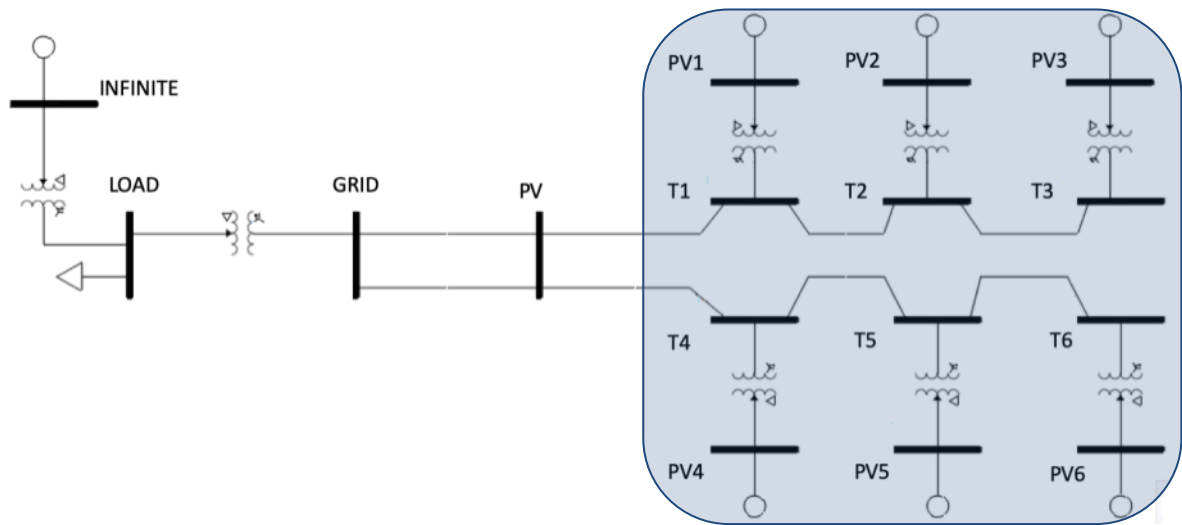 PV1
PV2
PV3
INFINITE
LOAD
GRID
PV
T1
T2
T3
T4
T5
T6
PV4
PV5
PV6